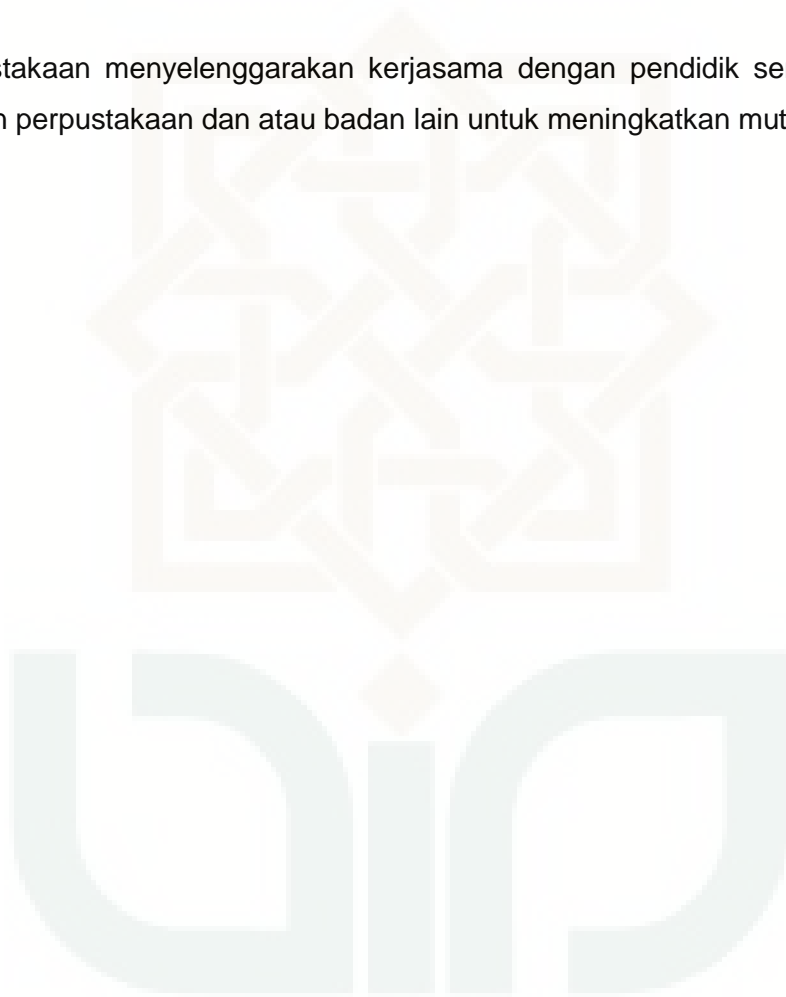 stakaan menyelenggarakan kerjasama dengan pendidik se
n perpustakaan dan atau badan lain untuk meningkatkan mut